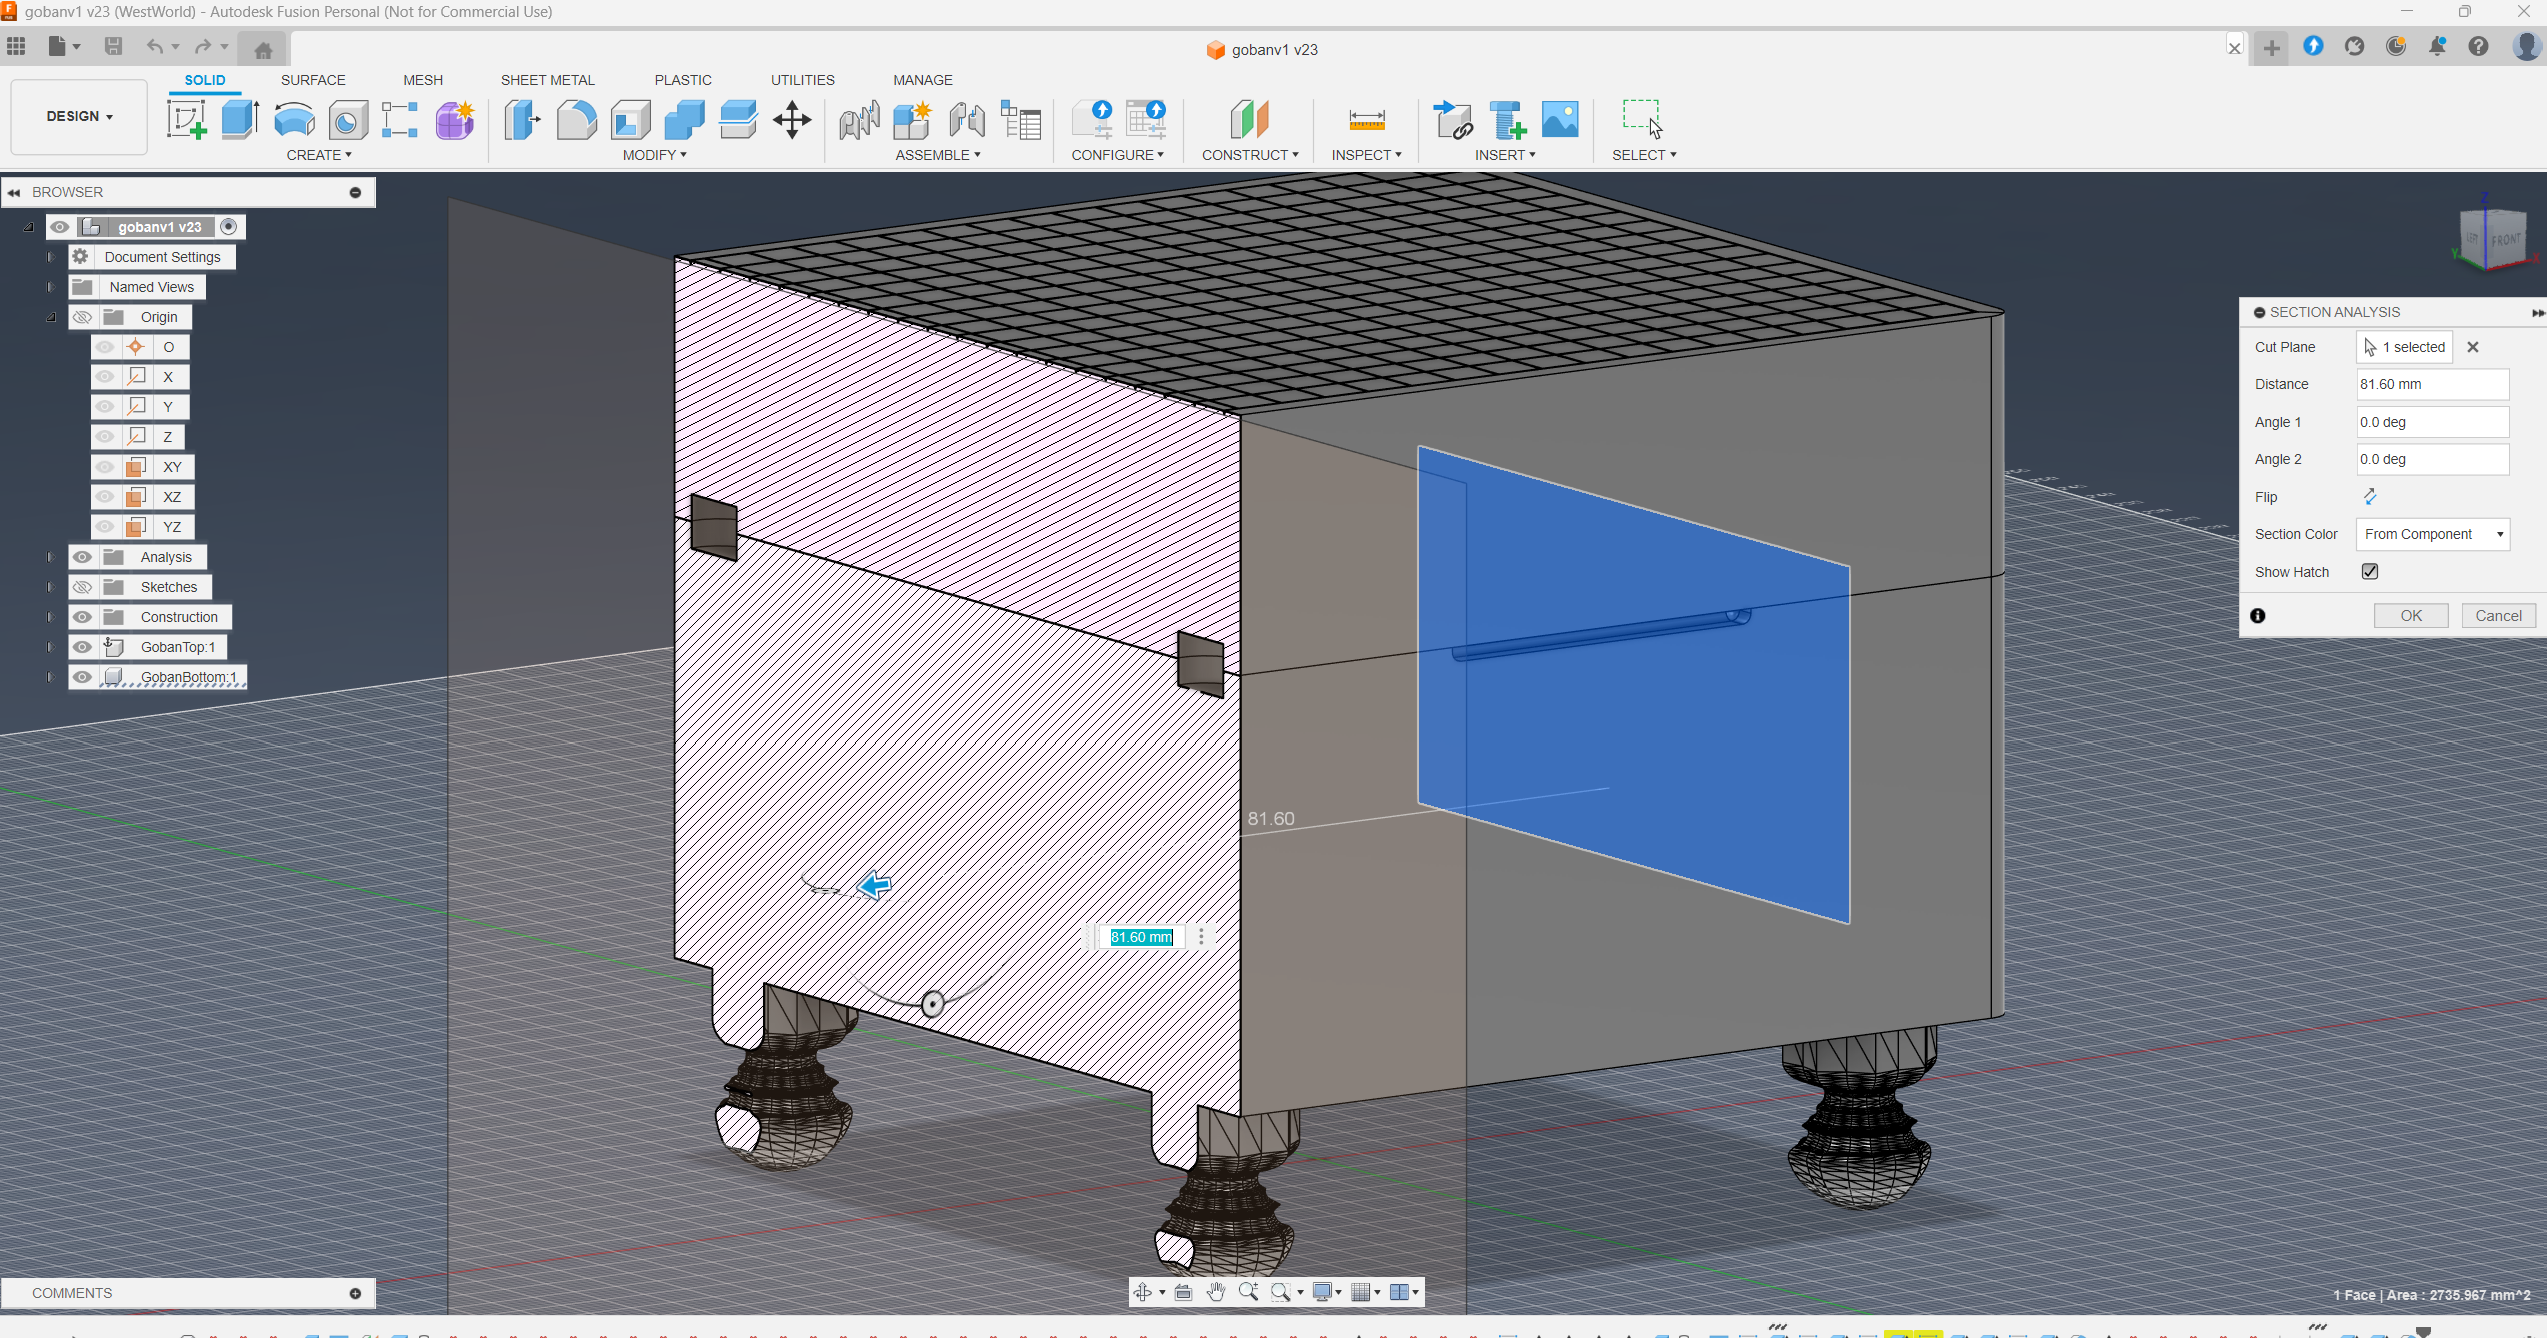 gobanv1 v23 (WestWorld) - Autodesk Fusion Personal (Not for Commercial Use)
gobanv1 v23
SOLID SURFACE MESH SHEET METAL PLASTIC UTILITIES MANAGE
DESIGN
CREATE MODIFY ASSEMBLE CONFIGURE CONSTRUCT INSPECT INSERT SELECT
BROWSER
gobanv1 v23
Document Settings
Named Views
Origin
O
X
Y
Z
XY
XZ
YZ
Analysis
Sketches
Construction
GobanTop:1
GobanBottom:1
Z
LEFT FRONT
Y
X
SECTION ANALYSIS
Cut Plane 1 selected
Distance 81.60 mm
Angle 1 0.0 deg
Angle 2 0.0 deg
Flip
Section Color From Component
Show Hatch
OK Cancel
81.60
81.60 mm
COMMENTS
1 Face | Area : 2735.967 mm^2